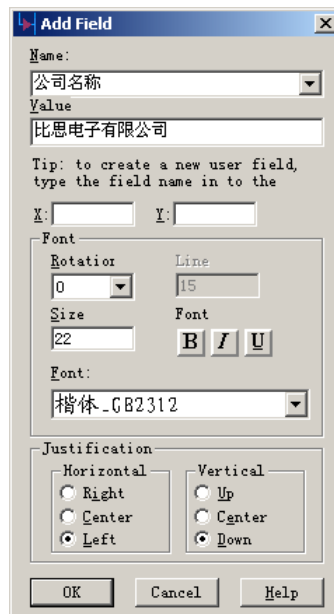 Add Field
Name:
公司名称
Value
比思电子有限公司
Tip: to create a new user field,
type the field name in to the
X: Y:
Font
Rotation Line
0 15
Size Font
22 B I U
Font:
楷体_GB2312
Justification
Horizontal Vertical
Right Up
Center Center
Left Down
OK Cancel Help